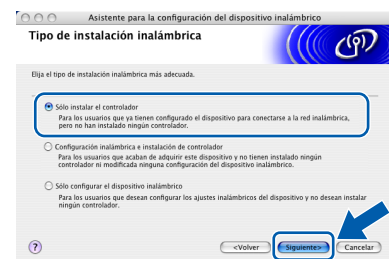 Asistente para la configuración del dispositivo inalámbrico
Tipo de instalación inalámbrica
Elija el tipo de instalación inalámbrica más adecuada.
Sólo instalar el controlador
Para los usuarios que ya tienen configurado el dispositivo para conectarse a la red inalámbrica,
pero no han instalado ningún controlador.
Configuración inalámbrica e instalación de controlador
Para los usuarios que acaban de adquirir este dispositivo y no tienen instalado ningún
controlador ni modificada ninguna configuración del dispositivo inalámbrico.
Sólo configurar el dispositivo inalámbrico
Para los usuarios que desean configurar los ajustes inalámbricos del dispositivo y no desean instalar
ningún controlador.
?
<Volver
Siguiente>
Cancelar